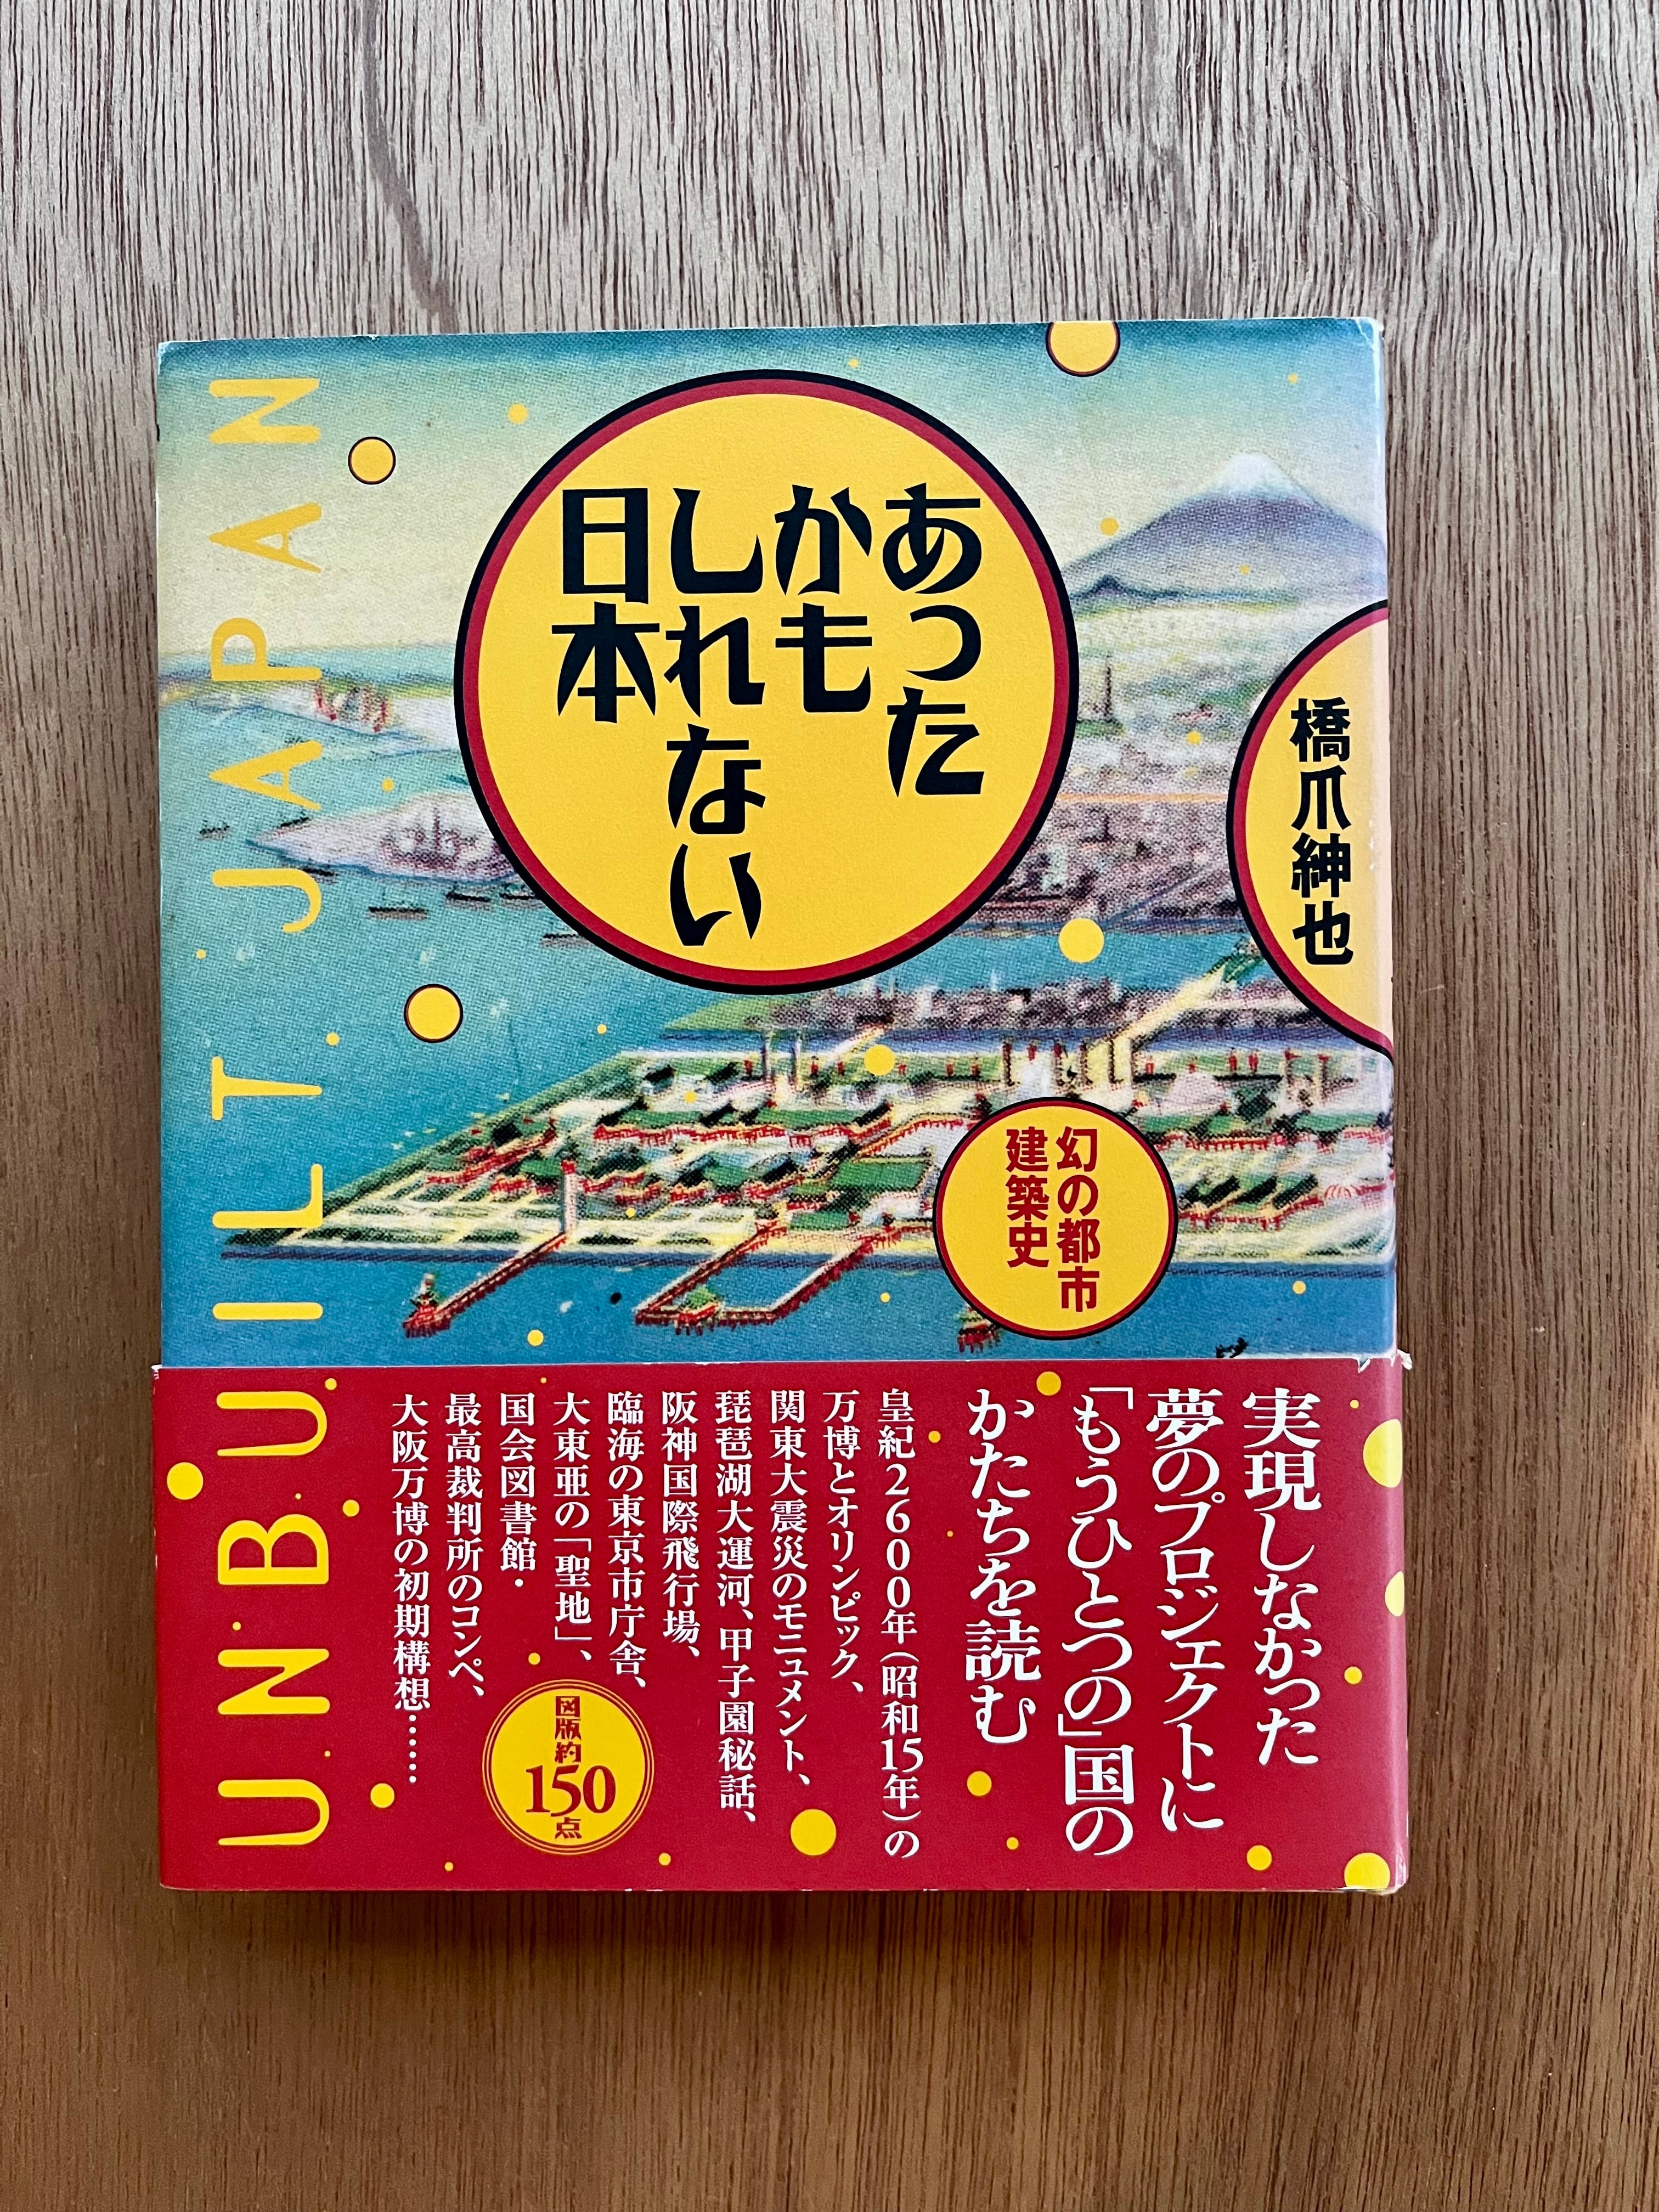 あった
かも
しれない
日本
橋爪紳也
幻の都市
建築史
UNBUILT JAPAN
実現しなかった
夢のプロジェクトに
「もうひとつの」国の
かたちを読む
皇紀2600年(昭和15年)の
万博とオリンピック、
関東大震災のモニュメント、
琵琶湖大運河、甲子園秘話、
阪神国際飛行場、
臨海の東京市庁舎、
大東亜の「聖地」、
国会図書館・
最高裁判所のコンペ、
大阪万博の初期構想……
図版約
150
点